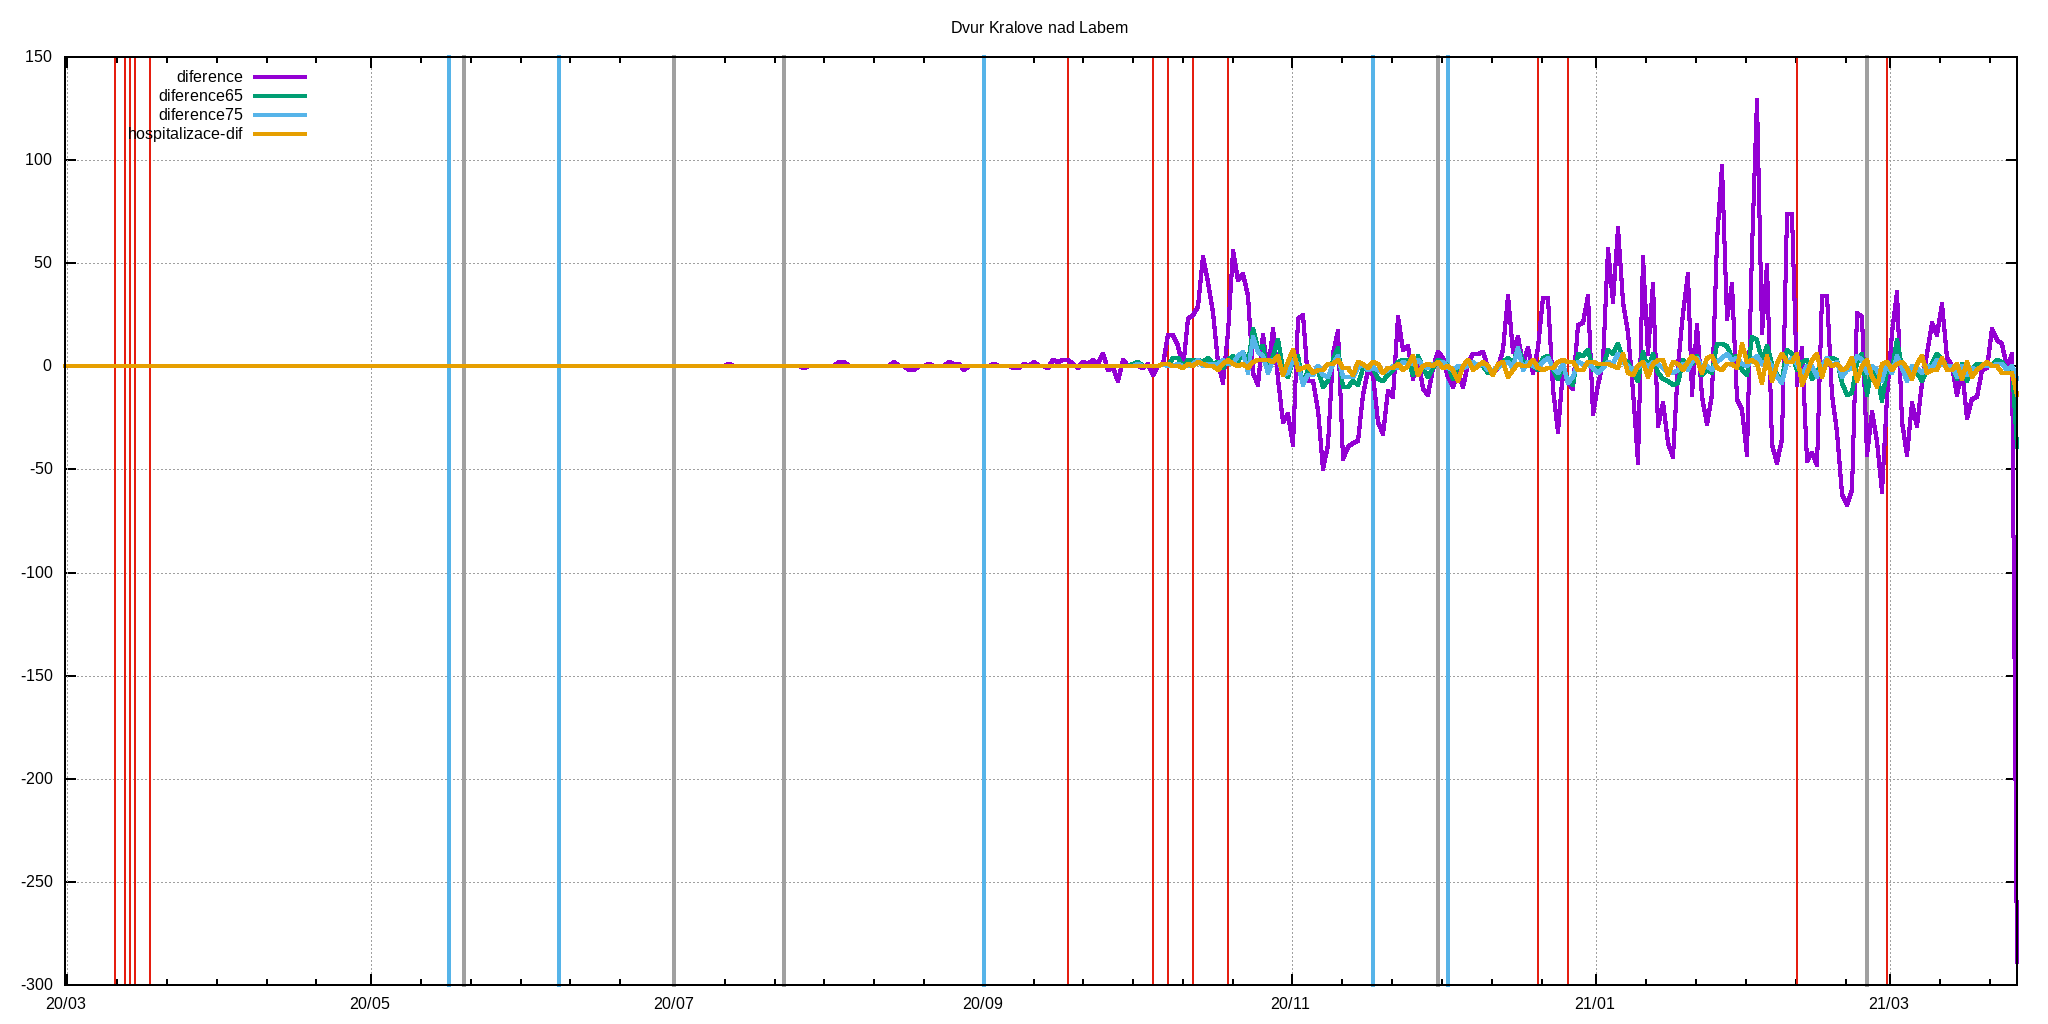 Dvur Kralove nad Labem
150
100
50
0
-50
-100
-150
-200
-250
-300
diference
diference65
diference75
hospitalizace-dif
20/03 20/05 20/07 20/09 20/11 21/01 21/03